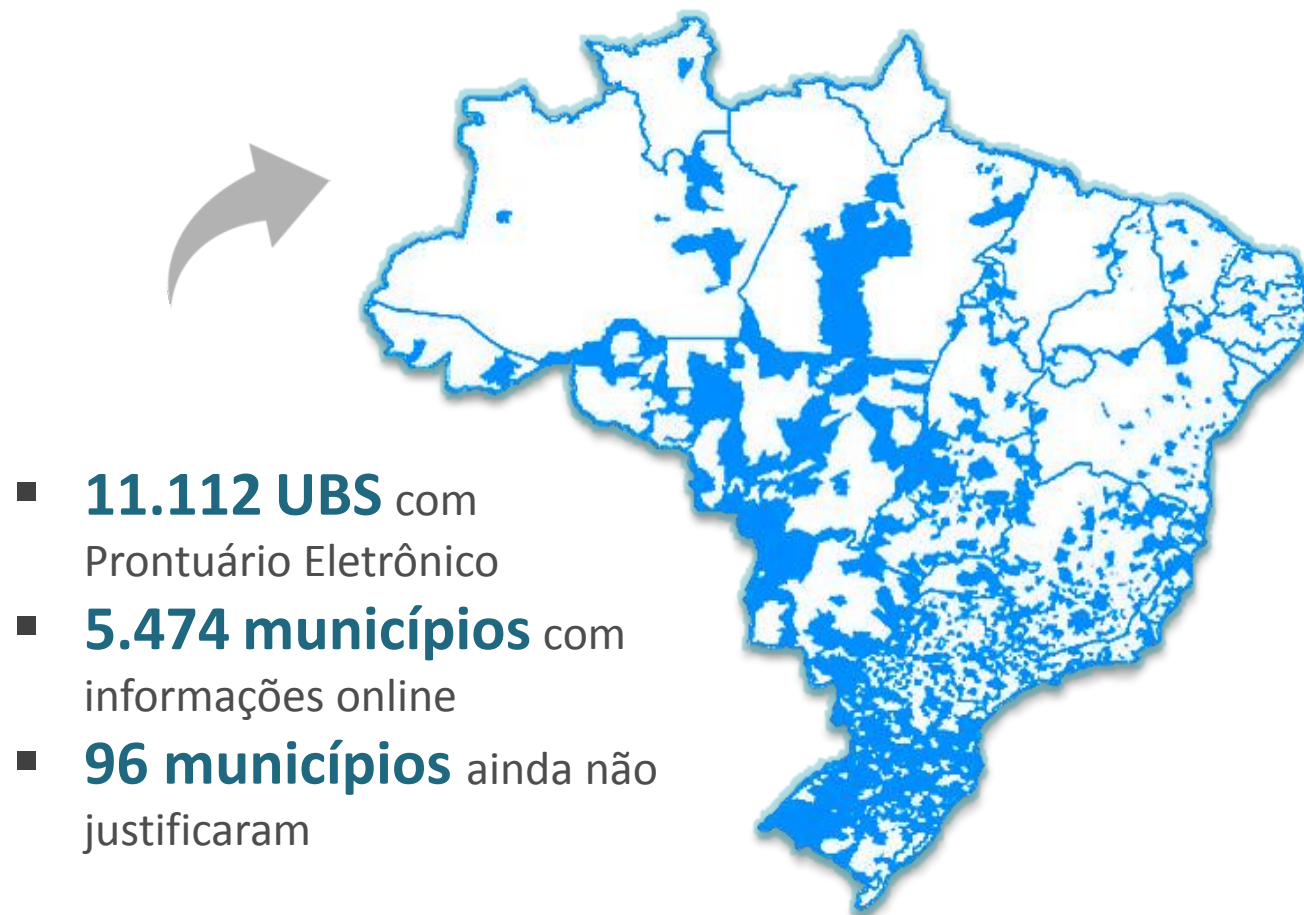 ▪ 11.112 UBS com
Prontuário Eletrônico
▪ 5.474 municípios com
informações online
▪ 96 municípios ainda não
justificaram